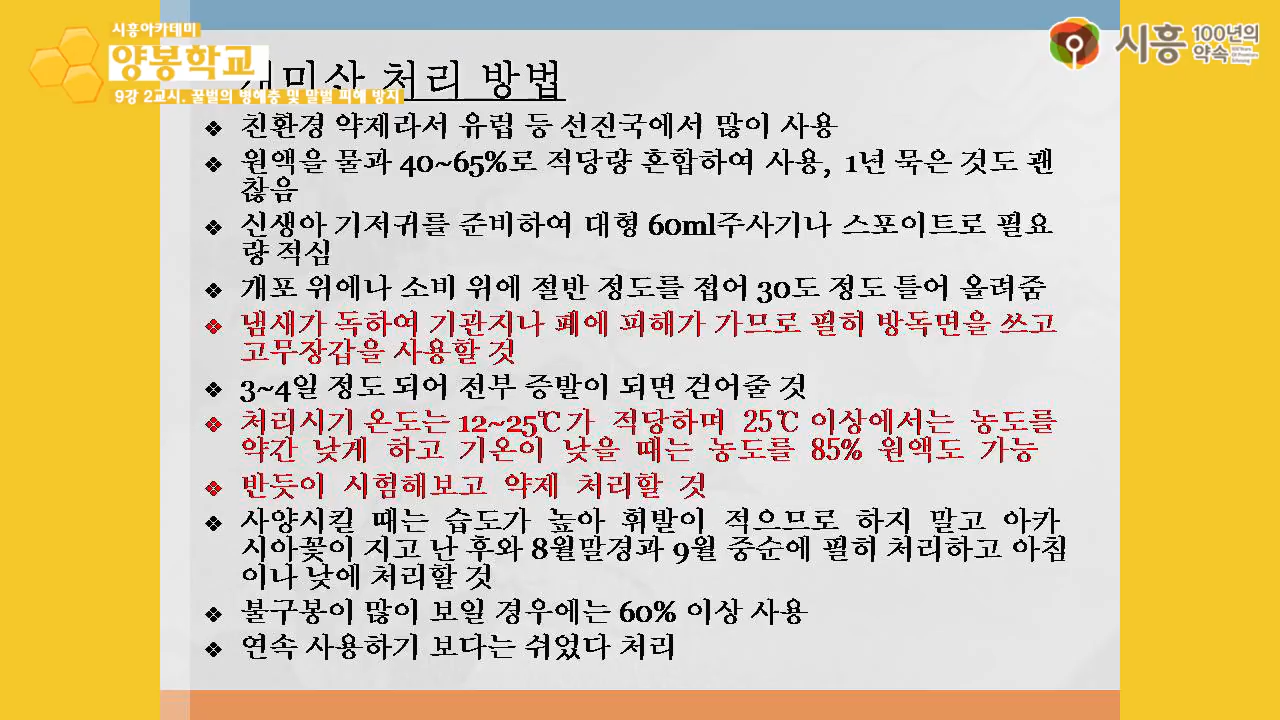 시흥아카데미
양봉학교
9강 2교시. 꿀벌의 병해충 및 말벌 피해 방지
시흥 100년의 약속
처리 방법
❖ 친환경 약제라서 유럽 등 선진국에서 많이 사용
❖ 원액을 물과 40~65%로 적당량 혼합하여 사용, 1년 묵은 것도 괜
찮음
❖ 신생아 기저귀를 준비하여 대형 60ml주사기나 스포이트로 필요
량 적심
❖ 개포 위에나 소비 위에 절반 정도를 접어 30도 정도 틀어 올려줌
❖ 냄새가 독하여 기관지나 폐에 피해가 가므로 필히 방독면을 쓰고
고무장갑을 사용할 것
❖ 3~4일 정도 되어 전부 증발이 되면 걷어줄 것
❖ 처리시기 온도는 12~25℃가 적당하며 25℃ 이상에서는 농도를
약간 낮게 하고 기온이 낮을 때는 농도를 85% 원액도 가능
❖ 반듯이 시험해보고 약제 처리할 것
❖ 사양시킬 때는 습도가 높아 휘발이 적으므로 하지 말고 아카
시아꽃이 지고 난 후와 8월말경과 9월 중순에 필히 처리하고 아침
이나 낮에 처리할 것
❖ 불구봉이 많이 보일 경우에는 60% 이상 사용
❖ 연속 사용하기 보다는 쉬었다 처리